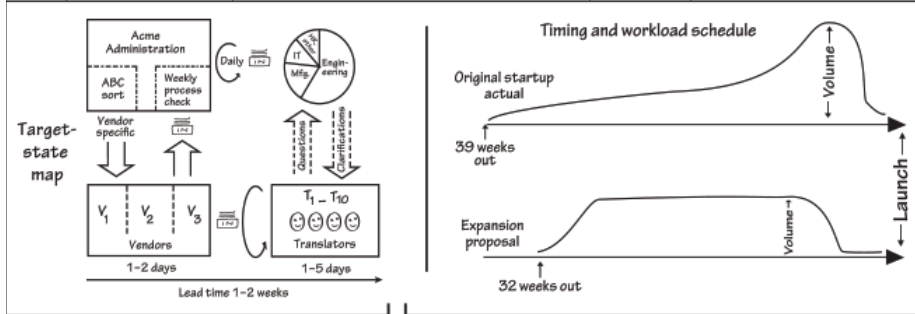 Target-
state
map
Acme
Administration
ABC
sort
Weekly
process
check
Daily
IN
HR
other
IT
Mfg.
Engin-
eering
Vendor
specific
IN
Questions
Clarifications
V1
V2
V3
Vendors
IN
T1 – T10
Translators
1–2 days
1–5 days
Lead time 1–2 weeks
Timing and workload schedule
Original startup
actual
Volume
39 weeks
out
Launch
Expansion
proposal
Volume
32 weeks out